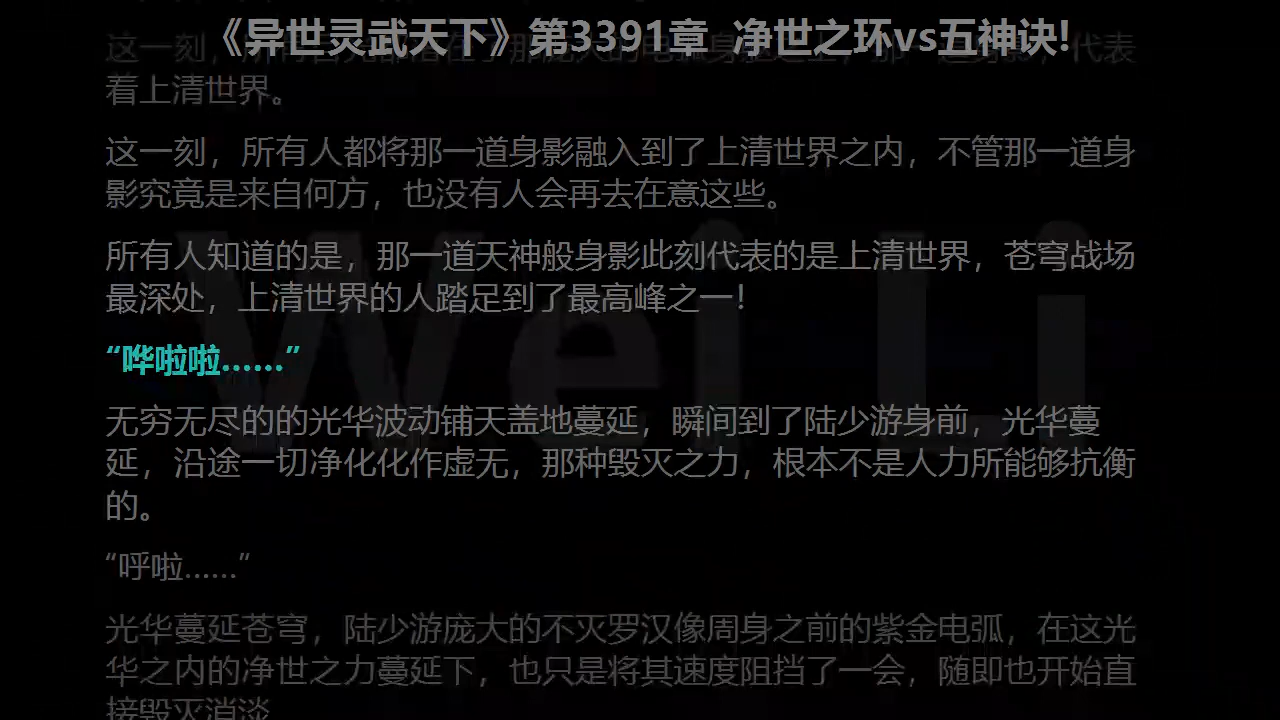 《异世灵武天下》第3391章 净世之环vs五神诀!
着上清世界。
这一刻，所有人都将那一道身影融入到了上清世界之内，不管那一道身
影究竟是来自何方，也没有人会再去在意这些。
所有人知道的是，那一道天神般身影此刻代表的是上清世界，苍穹战场
最深处，上清世界的人踏足到了最高峰之一！
“哗啦啦……”
无穷无尽的的光华波动铺天盖地蔓延，瞬间到了陆少游身前，光华蔓
延，沿途一切净化化作虚无，那种毁灭之力，根本不是人力所能够抗衡
的。
“呼啦……”
光华蔓延苍穹，陆少游庞大的不灭罗汉像周身之前的紫金电弧，在这光
华之内的净世之力蔓延下，也只是将其速度阻挡了一会，随即也开始直
接毁灭消淡
Wei Li